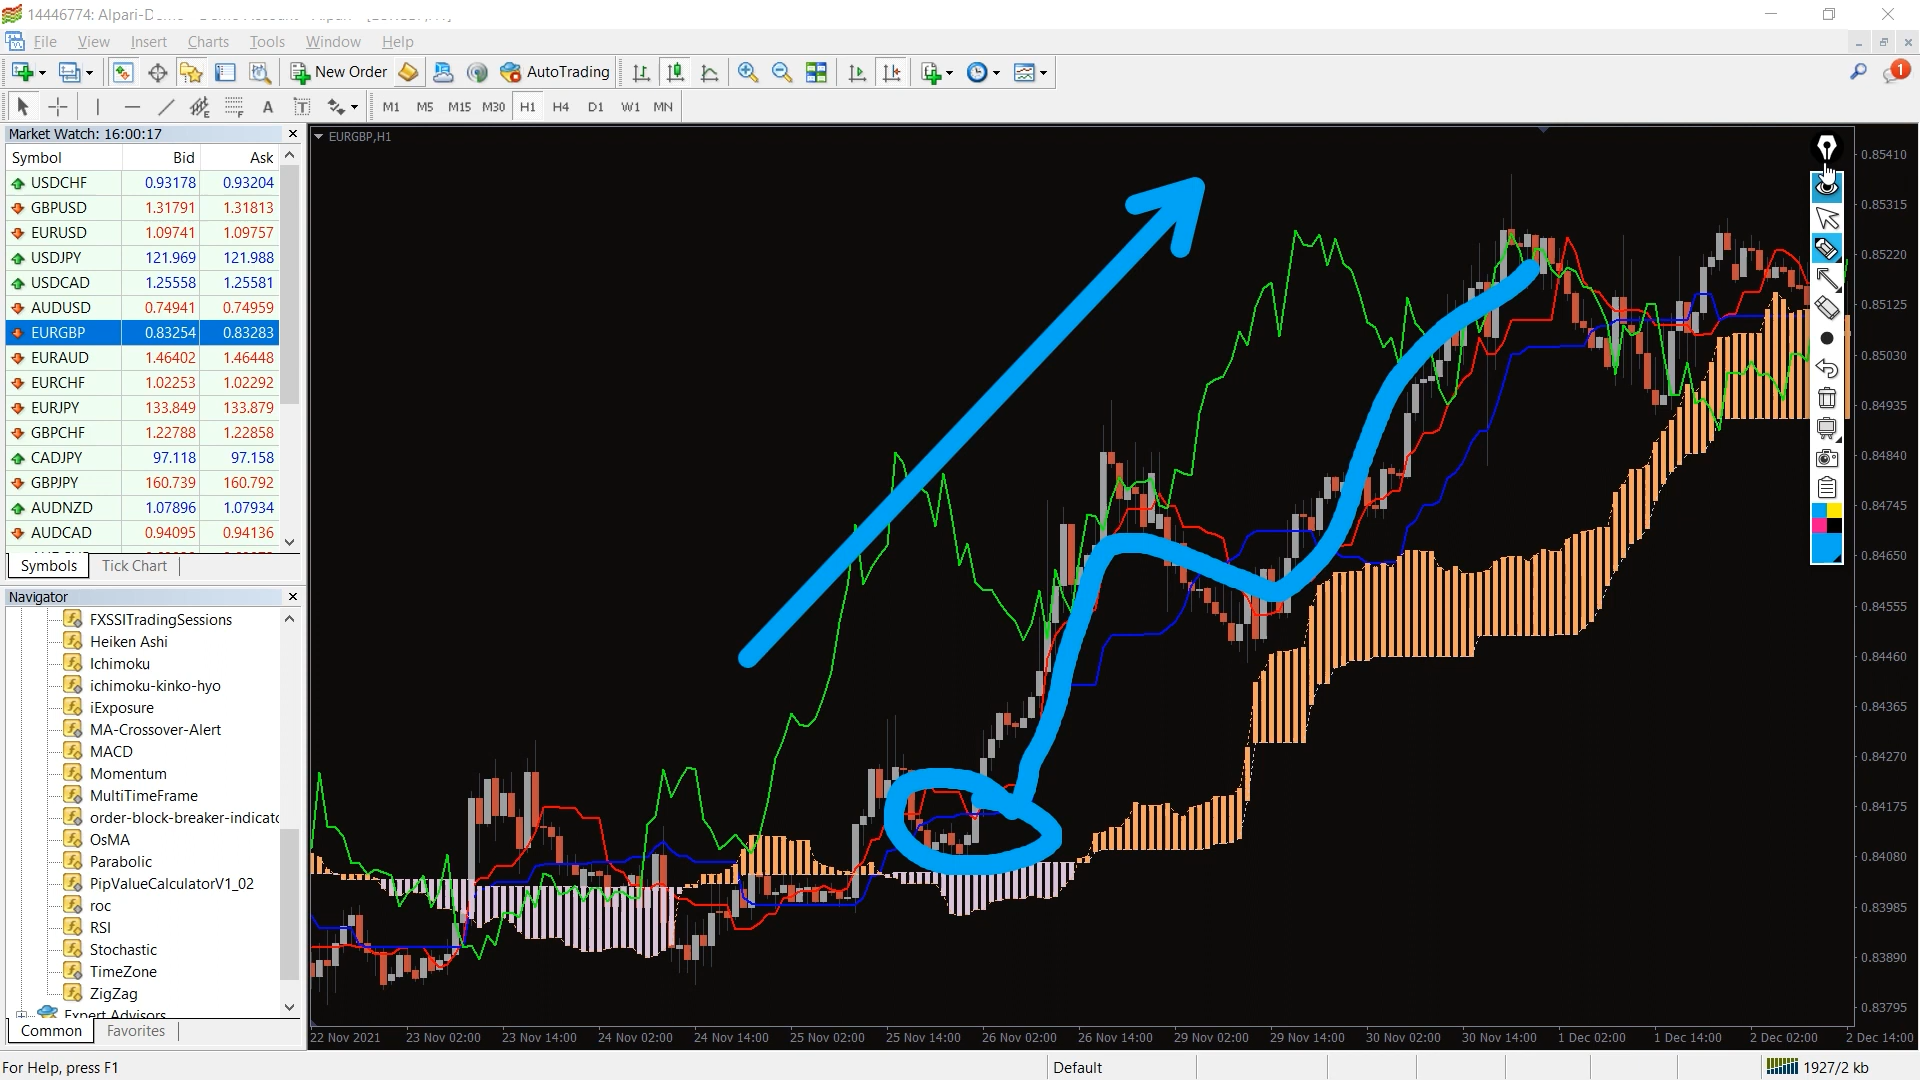 14446774: Alpari-D
File View Insert Charts Tools Window Help
New Order AutoTrading
1
A T M1 M5 M15 M30 H1 H4 D1 W1 MN
Market Watch: 16:00:17
Symbol Bid Ask
USDCHF 0.93178 0.93204
GBPUSD 1.31791 1.31813
EURUSD 1.09741 1.09757
USDJPY 121.969 121.988
USDCAD 1.25558 1.25581
AUDUSD 0.74941 0.74959
EURGBP 0.83254 0.83283
EURAUD 1.46402 1.46448
EURCHF 1.02253 1.02292
EURJPY 133.849 133.879
GBPCHF 1.22788 1.22858
CADJPY 97.118 97.158
GBPJPY 160.739 160.792
AUDNZD 1.07896 1.07934
AUDCAD 0.94095 0.94136
Symbols Tick Chart
Navigator
FXSSITradingSessions
Heiken Ashi
Ichimoku
ichimoku-kinko-hyo
iExposure
MA-Crossover-Alert
MACD
Momentum
MultiTimeFrame
order-block-breaker-indicato
OsMA
Parabolic
PipValueCalculatorV1_02
roc
RSI
Stochastic
TimeZone
ZigZag
Expert Advisors
Common Favorites
EURGBP,H1
0.85410
0.85315
0.85220
0.85125
0.85030
0.84935
0.84840
0.84745
0.84650
0.84555
0.84460
0.84365
0.84270
0.84175
0.84080
0.83985
0.83890
0.83795
22 Nov 2021 23 Nov 02:00 23 Nov 14:00 24 Nov 02:00 24 Nov 14:00 25 Nov 02:00 25 Nov 14:00 26 Nov 02:00 26 Nov 14:00 29 Nov 02:00 29 Nov 14:00 30 Nov 02:00 30 Nov 14:00 1 Dec 02:00 1 Dec 14:00 2 Dec 02:00 2 Dec 14:00
For Help, press F1 Default 1927/2 kb